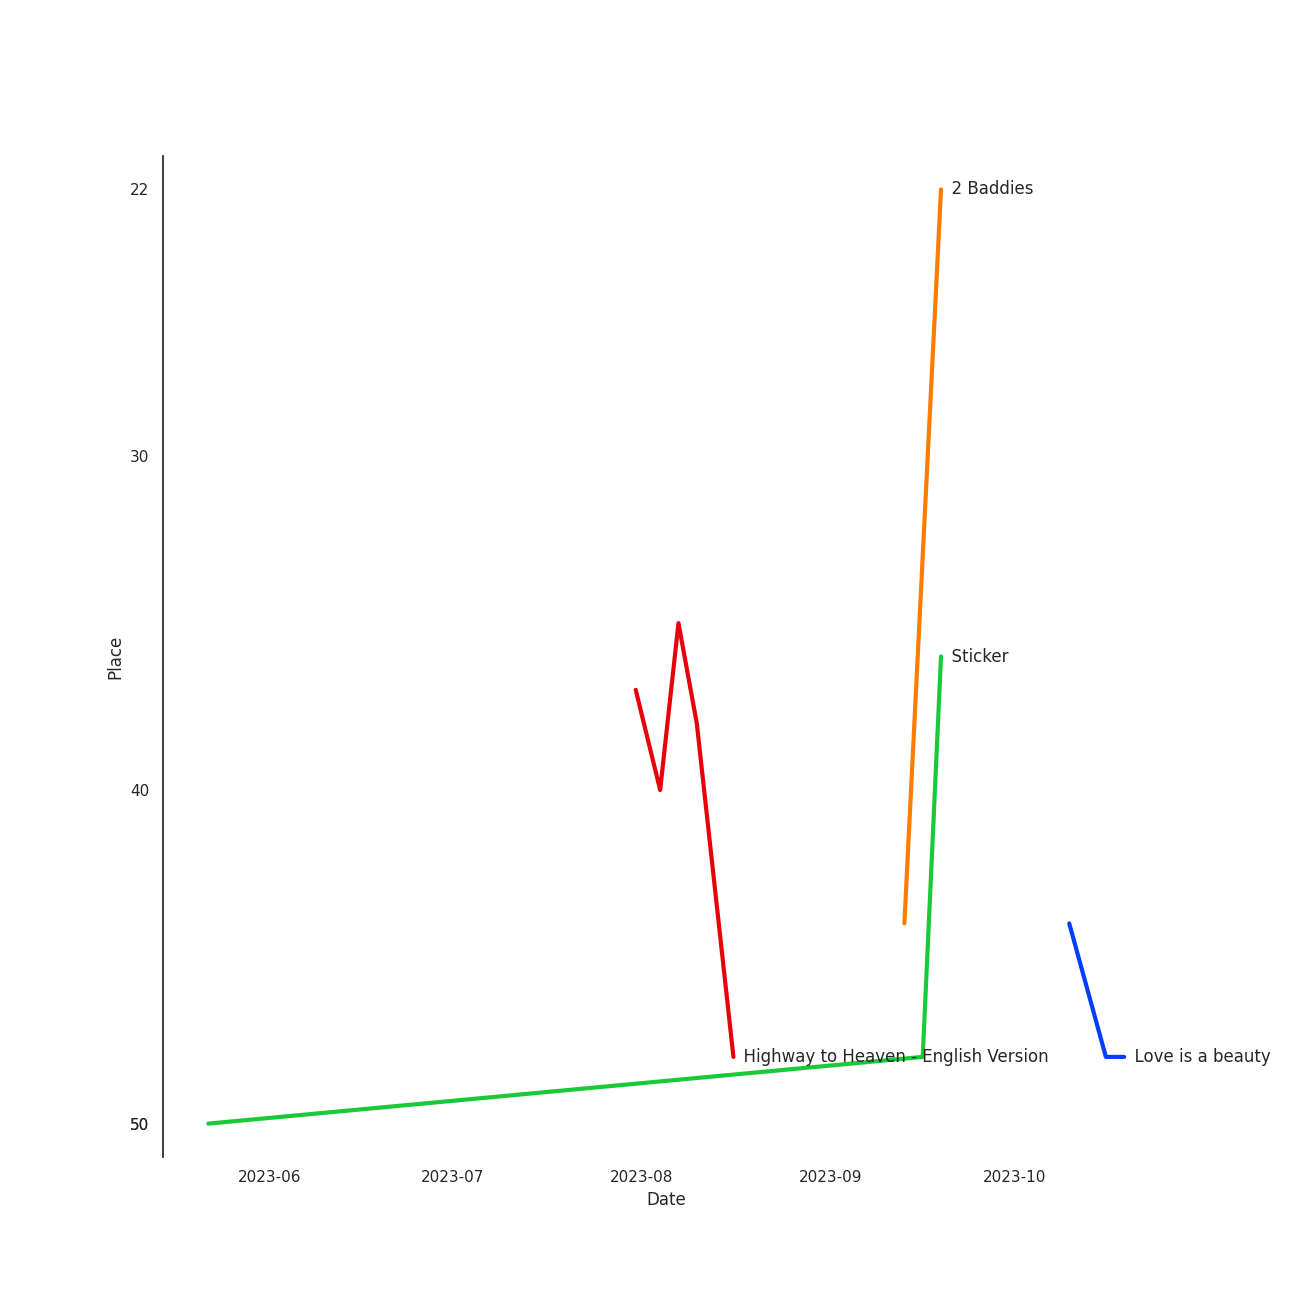 22
2 Baddies
30
Place
Sticker
40
Highway to Heaven - English Version
Love is a beauty
50
2023-06
2023-07
2023-08
2023-09
2023-10
Date